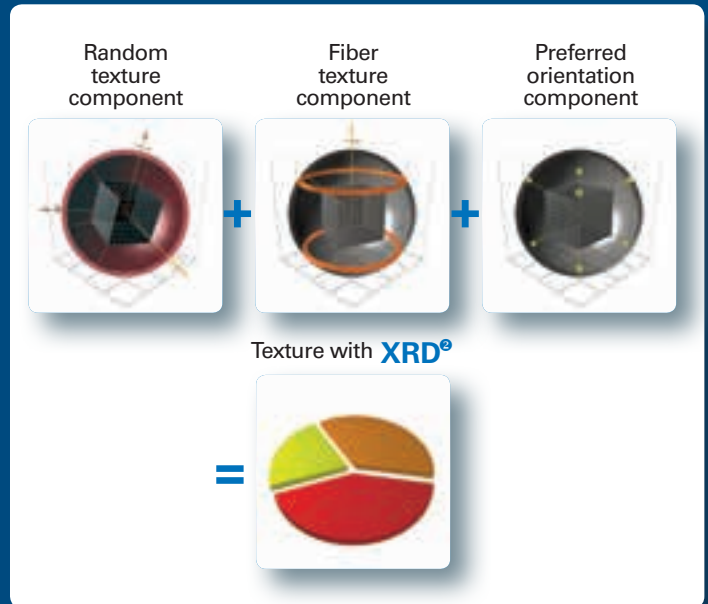 Random
texture
component
Fiber
texture
component
Preferred
orientation
component
+
+
Texture with XRD²
=